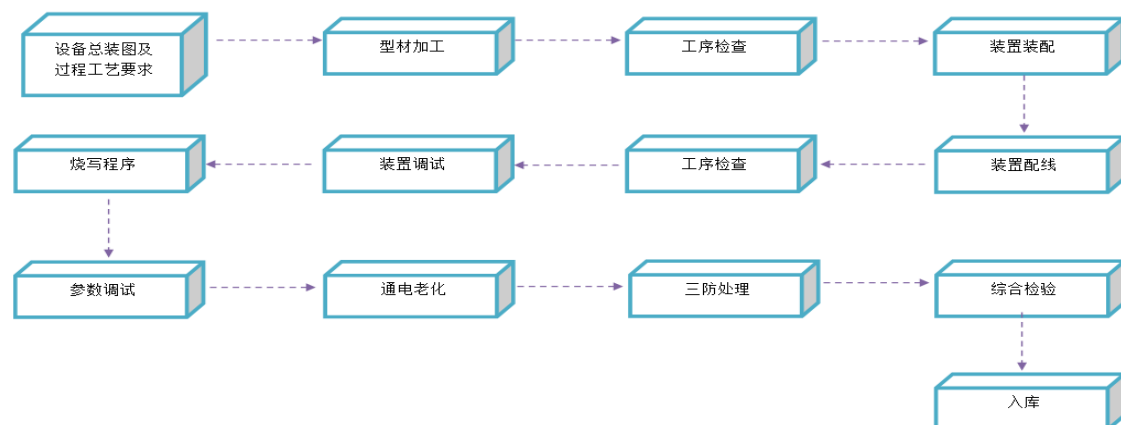 设备总装图及
过程工艺要求
型材加工
工序检查
装置装配
装置配线
工序检查
装置调试
烧写程序
参数调试
通电老化
三防处理
综合检验
入库